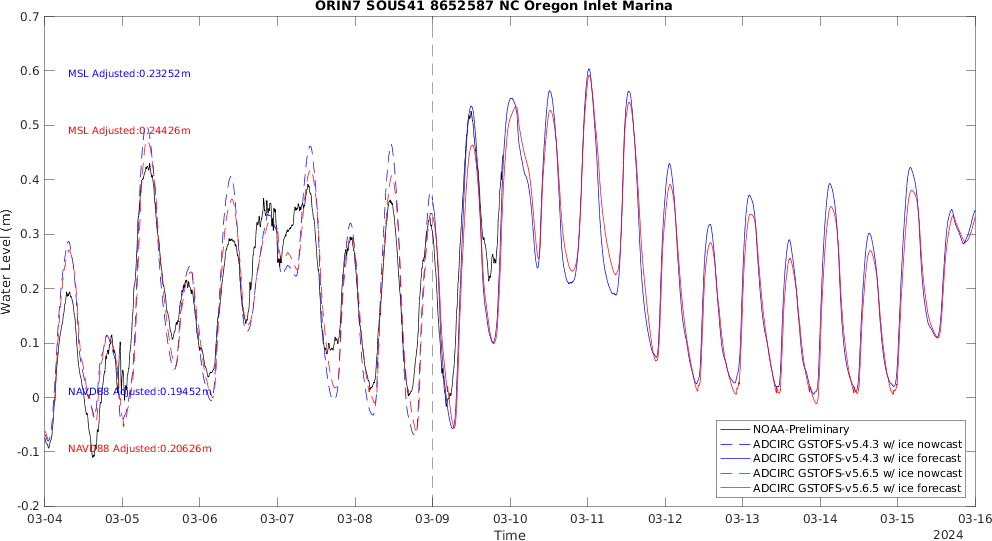 ORIN7 SOUS41 8652587 NC Oregon Inlet Marina
0.7
0.6
0.5
0.4
0.3
0.2
0.1
0
-0.1
-0.2
Water Level (m)
MSL Adjusted:0.23252m
MSL Adjusted:0.24426m
NAVD88 Adjusted:0.19452m
NAVD88 Adjusted:0.20626m
NOAA-Preliminary
ADCIRC GSTOFS-v5.4.3 w/ ice nowcast
ADCIRC GSTOFS-v5.4.3 w/ ice forecast
ADCIRC GSTOFS-v5.6.5 w/ ice nowcast
ADCIRC GSTOFS-v5.6.5 w/ ice forecast
03-04 03-05 03-06 03-07 03-08 03-09 03-10 03-11 03-12 03-13 03-14 03-15 03-16
Time
2024